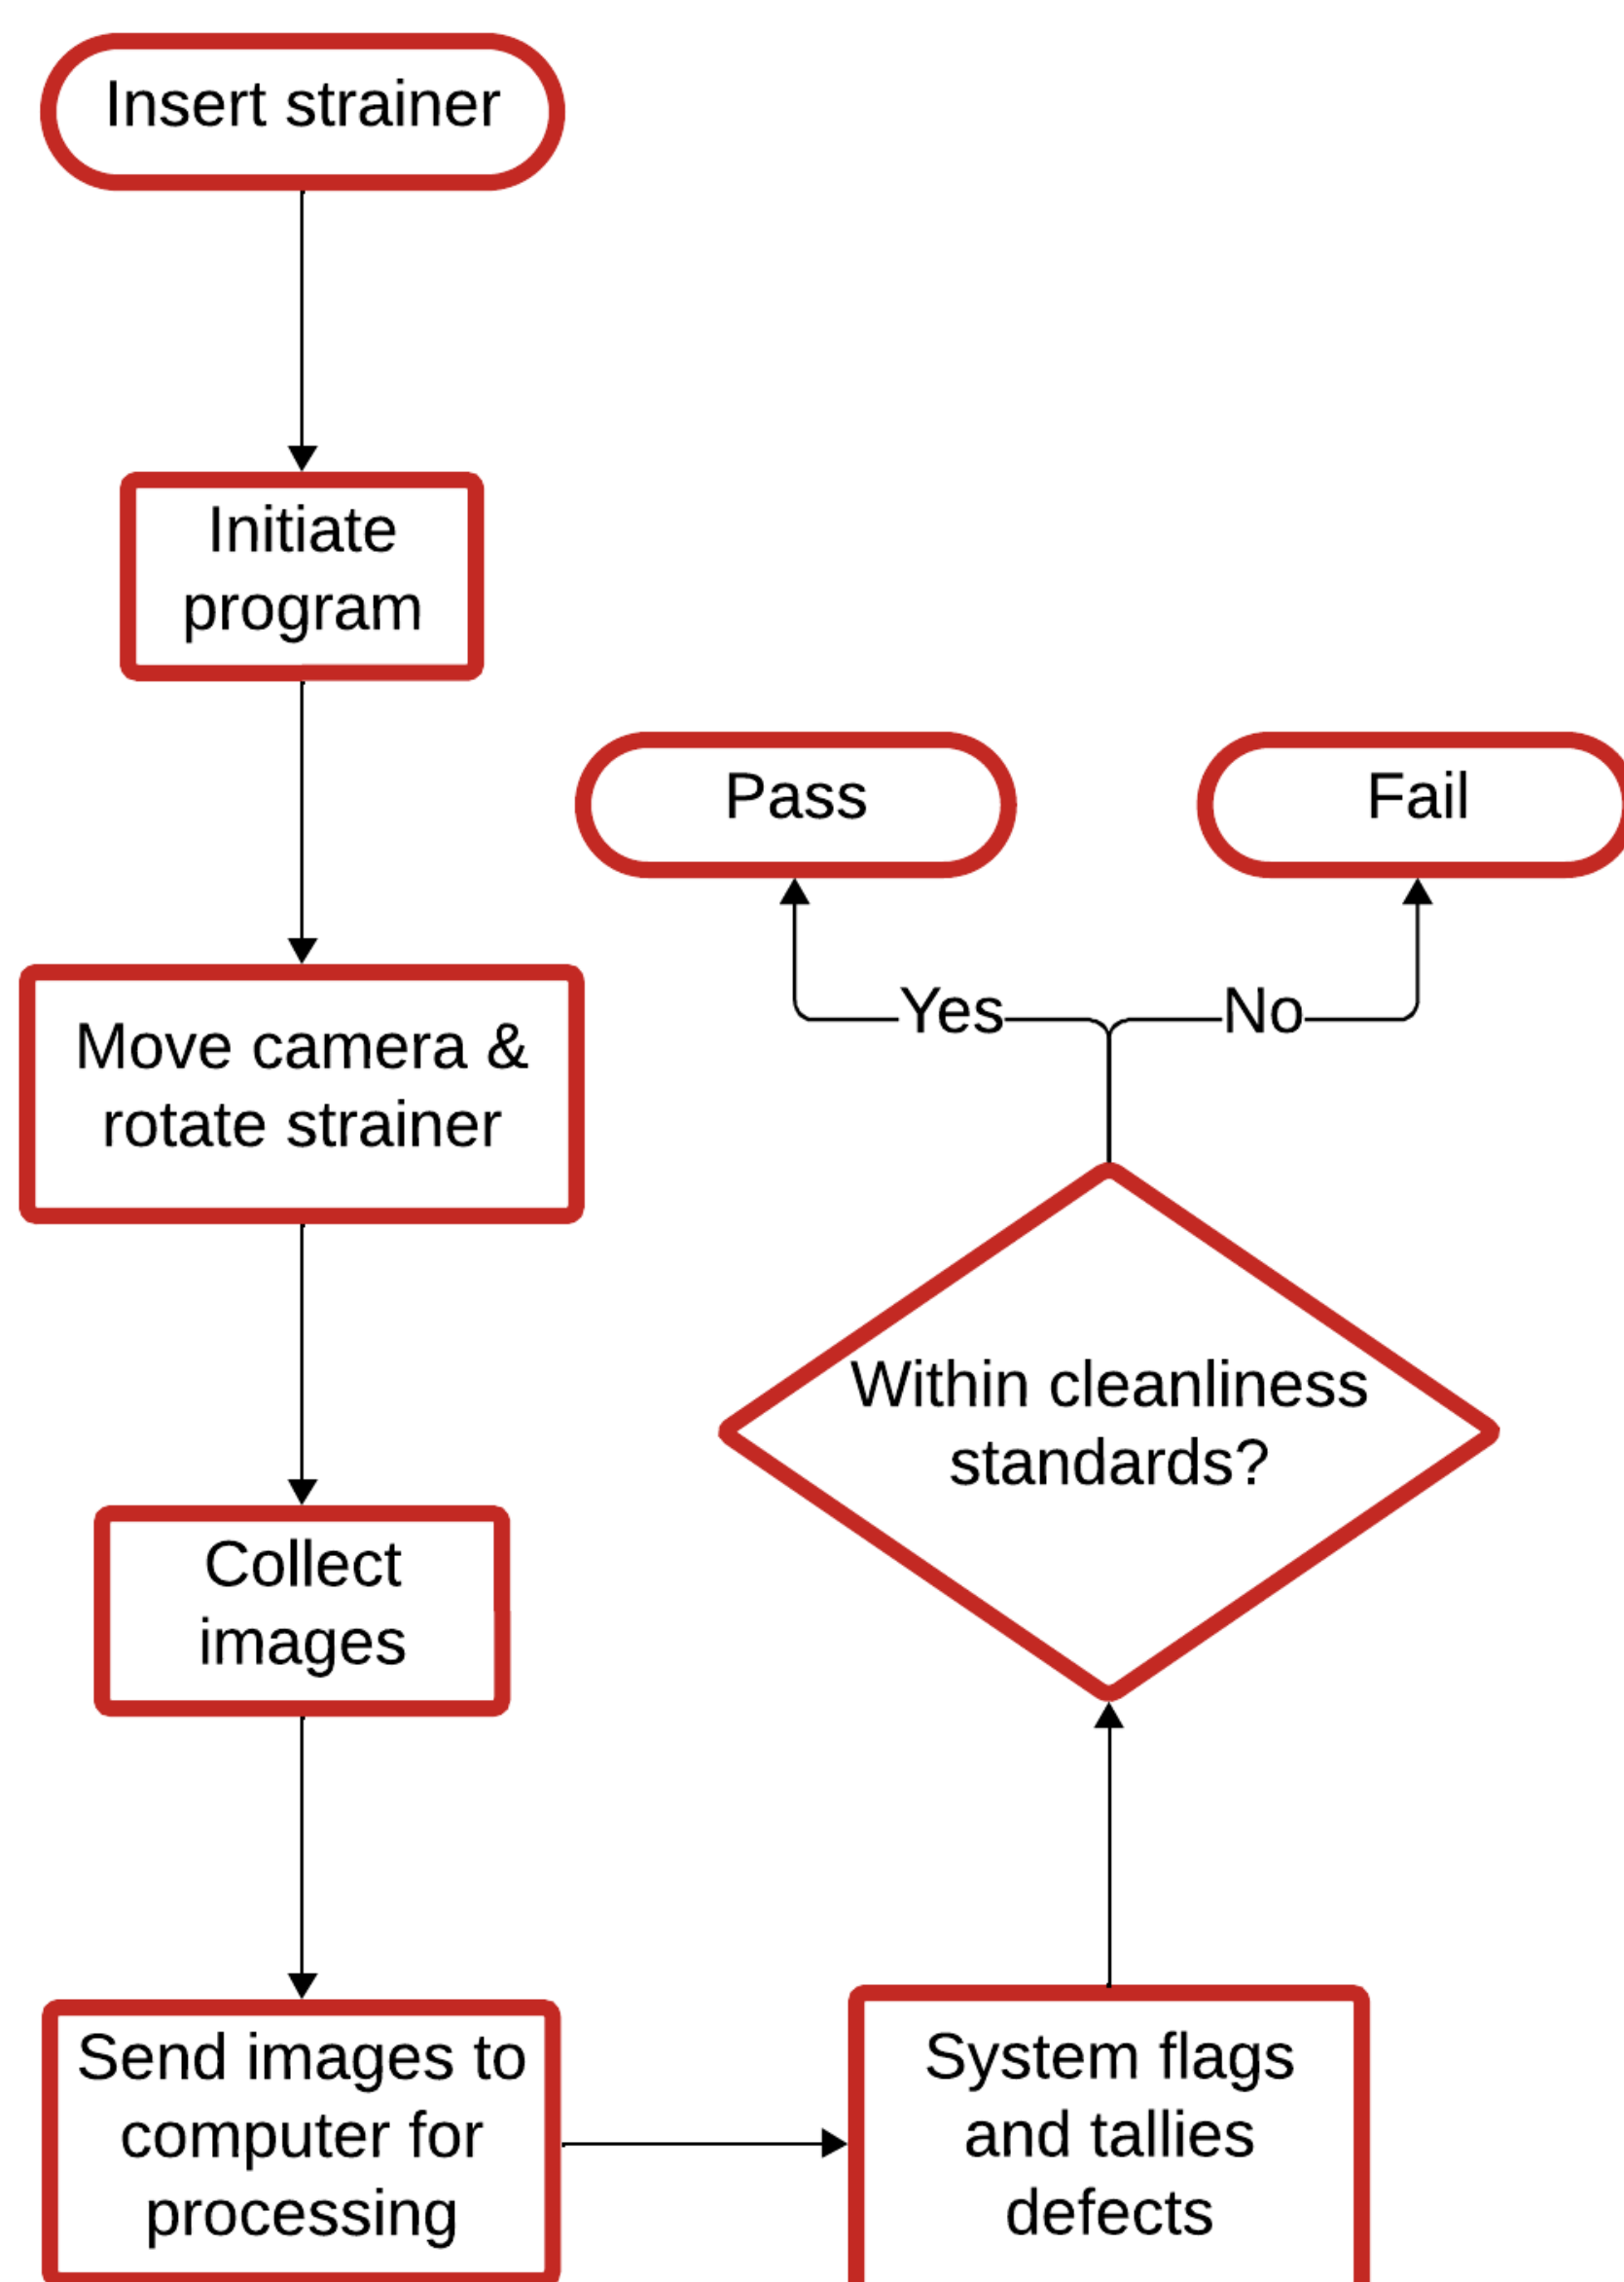 Insert strainer
Initiate
program
Move camera &
rotate strainer
Collect
images
Send images to
computer for
processing
System flags
and tallies
defects
Within cleanliness
standards?
Yes
No
Pass
Fail